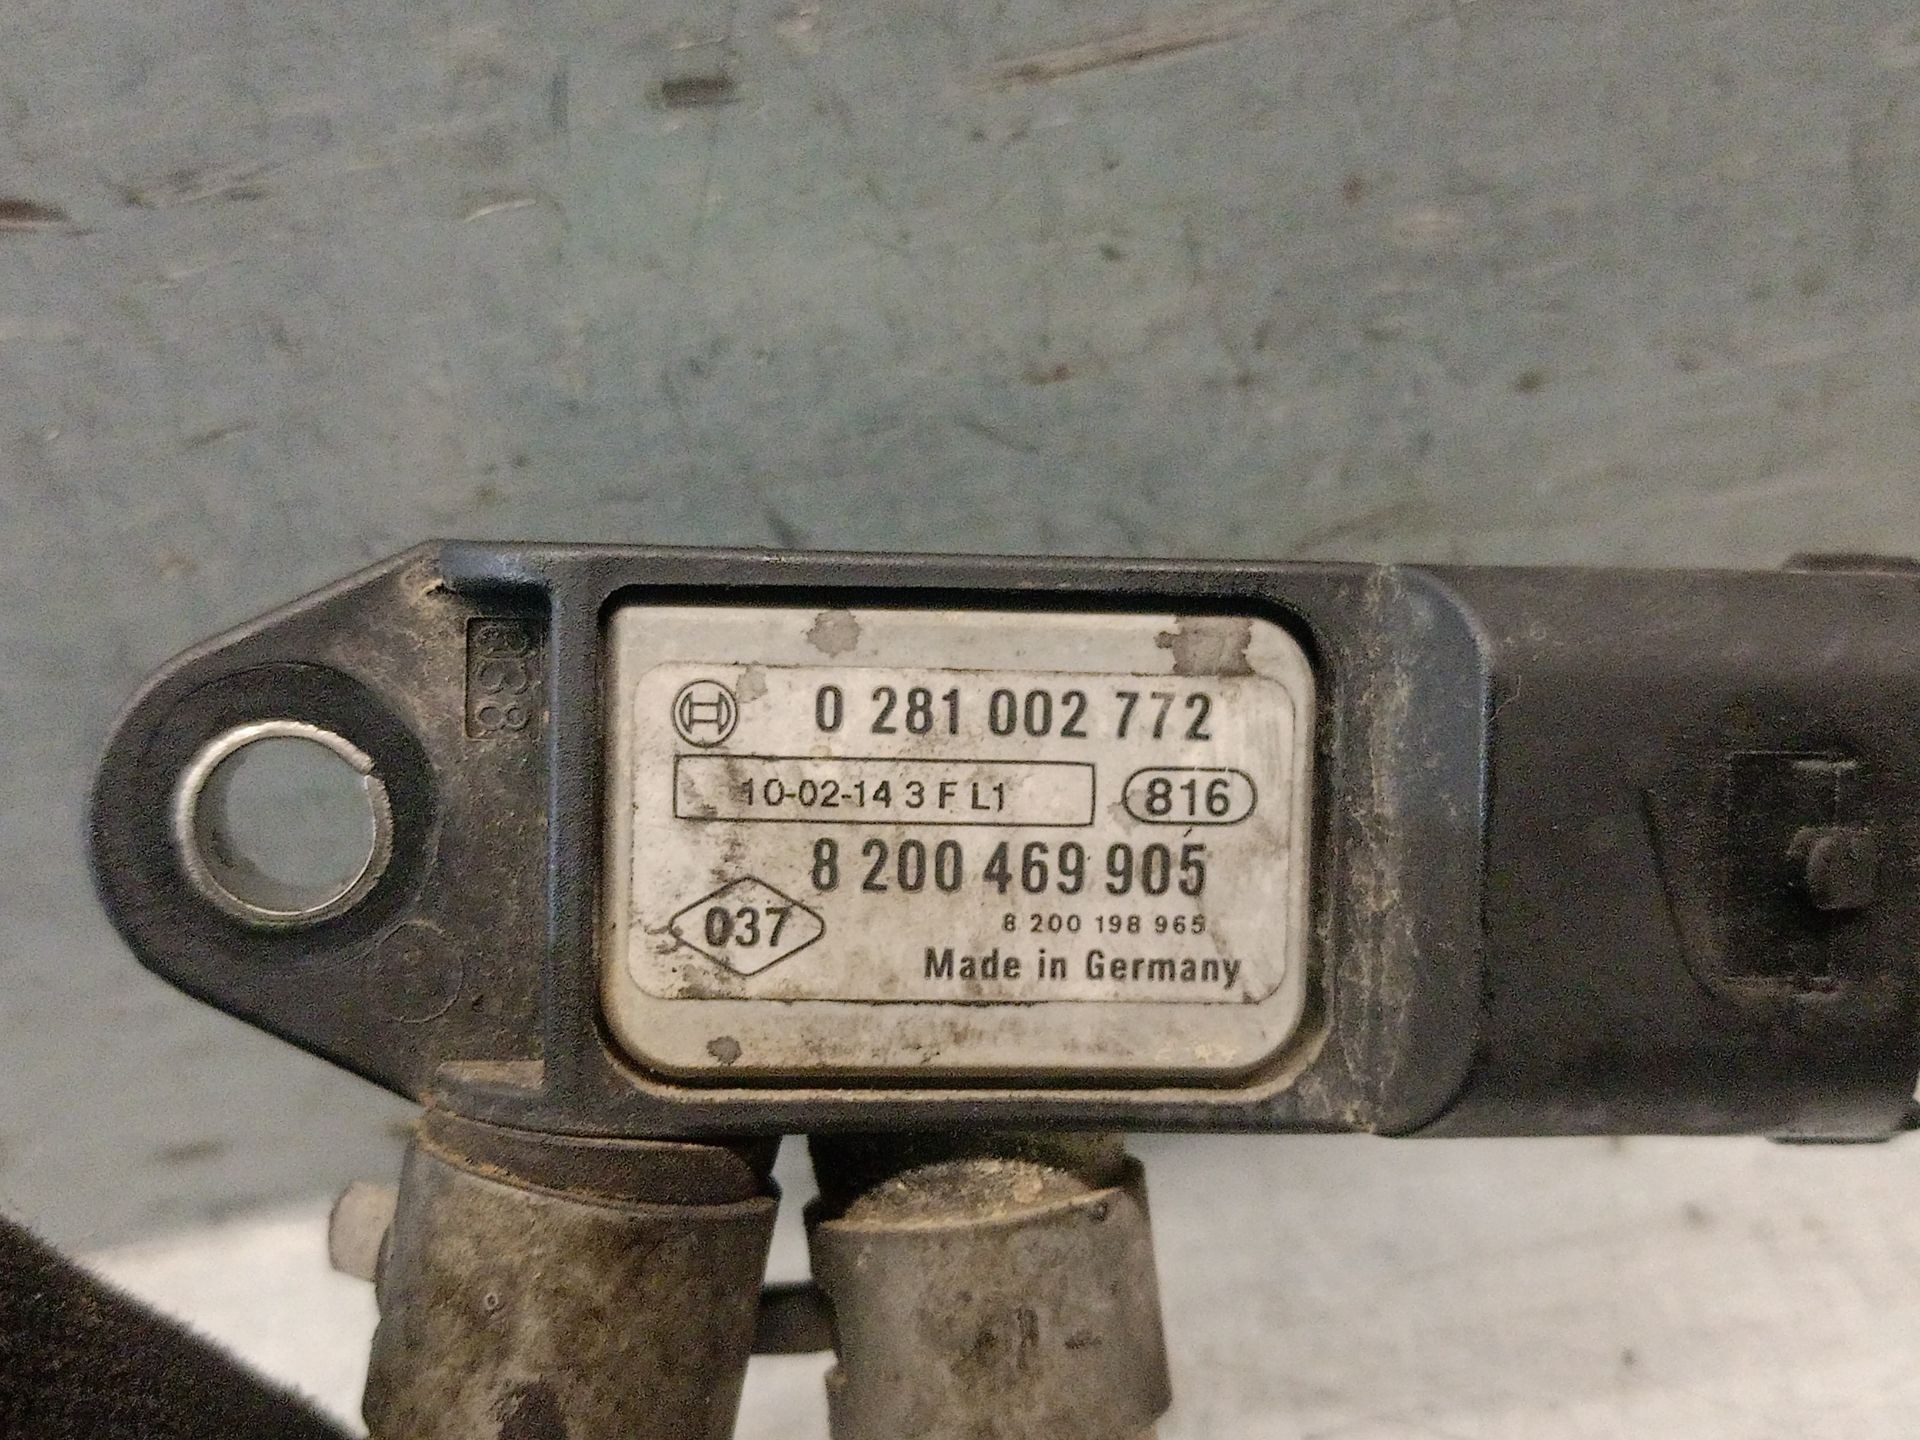 0 281 002 772
10-02-14 3 F L1
816
8 200 469 905
037
8 200 198 965
Made in Germany